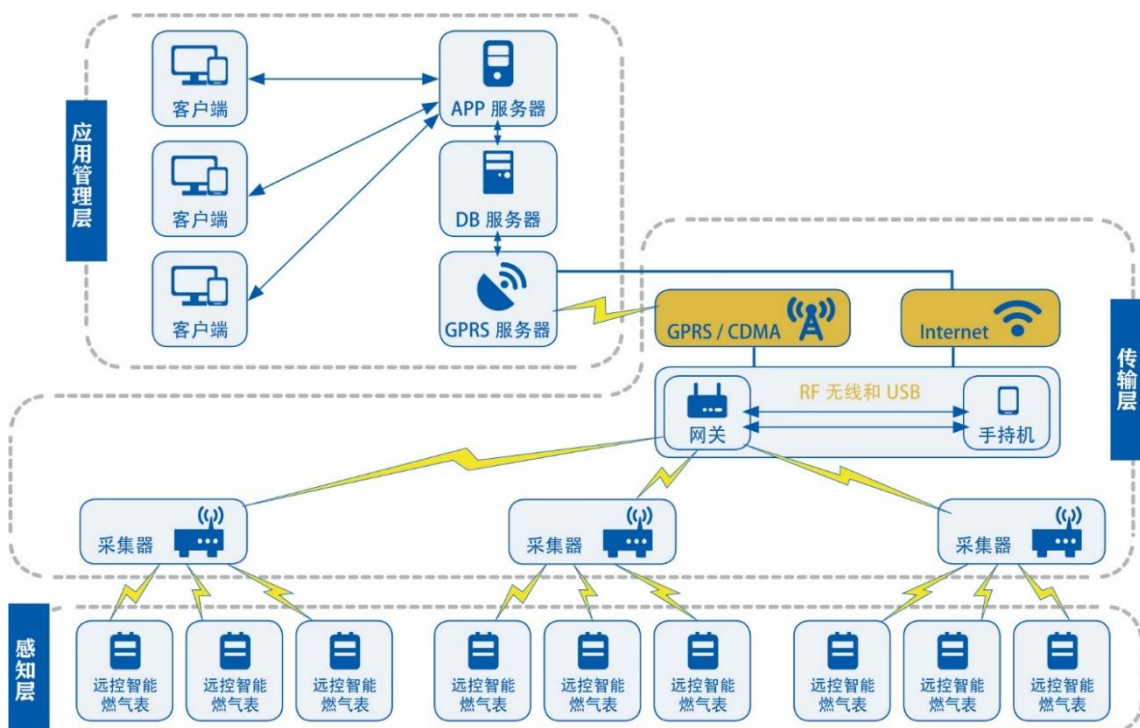 应用管理层
客户端
APP 服务器
客户端
DB 服务器
客户端
GPRS 服务器
GPRS / CDMA
Internet
传输层
RF 无线和 USB
网关
手持机
采集器
采集器
采集器
感知层
远控智能
燃气表
远控智能
燃气表
远控智能
燃气表
远控智能
燃气表
远控智能
燃气表
远控智能
燃气表
远控智能
燃气表
远控智能
燃气表
远控智能
燃气表